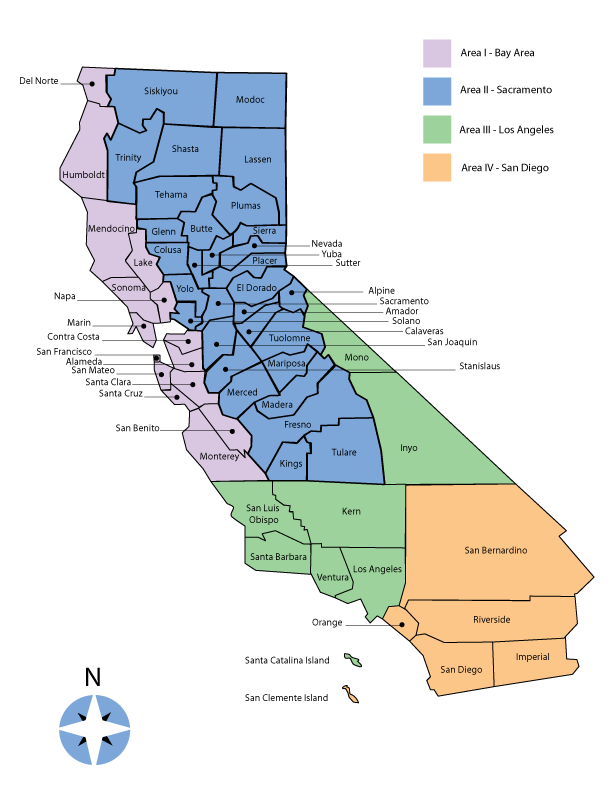 Area I - Bay Area
Area II - Sacramento
Area III - Los Angeles
Area IV - San Diego
Del Norte
Siskiyou
Modoc
Humboldt
Trinity
Shasta
Lassen
Tehama
Plumas
Mendocino
Glenn
Butte
Sierra
Nevada
Yuba
Sutter
Colusa
Lake
Placer
Sonoma
Yolo
El Dorado
Napa
Alpine
Sacramento
Amador
Solano
Calaveras
San Joaquin
Stanislaus
Marin
Contra Costa
San Francisco
Alameda
San Mateo
Santa Clara
Santa Cruz
Tuolomne
Mono
Mariposa
Merced
Madera
San Benito
Fresno
Monterey
Kings
Tulare
Inyo
San Luis
Obispo
Kern
Santa Barbara
Ventura
Los Angeles
San Bernardino
Orange
Riverside
San Diego
Imperial
Santa Catalina Island
San Clemente Island
N